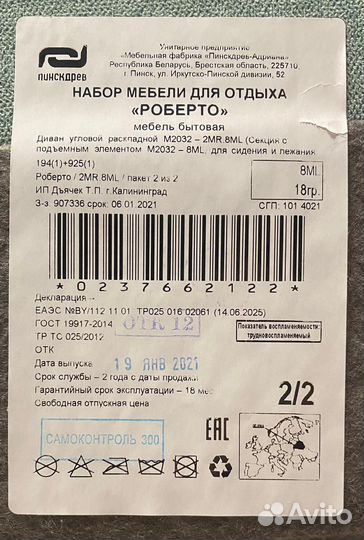 Унитарное предприятие
«Мебельная фабрика «Пинскдрев-Адриана»
Республика Беларусь, Брестская область, 225710,
г. Пинск, ул. Иркутско-Пинской дивизии, 52
ПИНСКДРЕВ
НАБОР МЕБЕЛИ ДЛЯ ОТДЫХА
«РОБЕРТО»
мебель бытовая
Диван угловой раскладной М2032 – 2MR.8ML (Секция с
подъемным элементом М2032 – 8ML, для сидения и лежания
194(1)+925(1)
Роберто / 2MR.8ML / пакет 2 из 2
ИП Дъячек Т.П. г.Калининград
З-з 907336 срок: 06.01.2021
8ML
18гр.
СГП: 101 4021
*023766212 2*
Декларация
ЕАЭС №BY/112 11.01. ТР025 016 02061 (14.06.2025)
ГОСТ 19917-2014
ОТК 12
ТР ТС 025/2012
ОТК
Показатель воспламеняемости:
трудновоспламеняемый
Дата выпуска 19 ЯНВ 2021
Срок службы – 2 года с даты продажи
Гарантийный срок эксплуатации – 18 мес
Свободная отпускная цена
2/2
САМОКОНТРОЛЬ 300
EAC
Avito